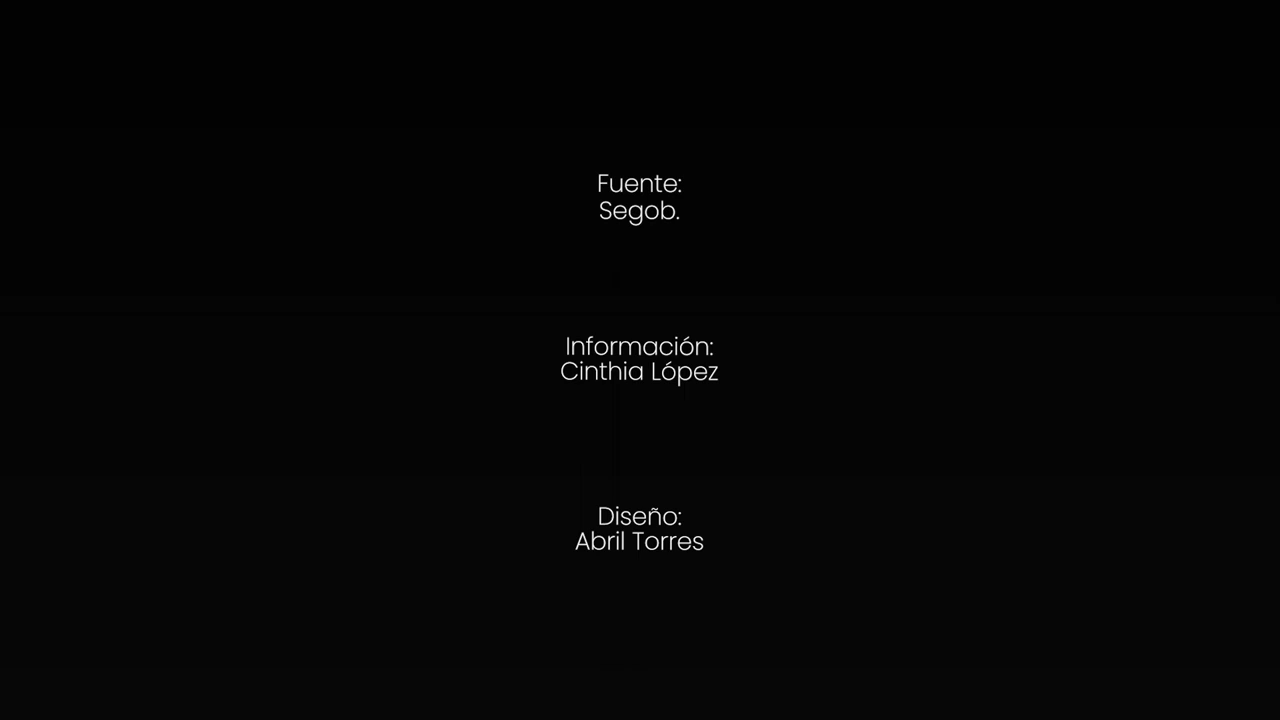 Fuente:
Segob.
Información:
Cinthia López
Diseño:
Abril Torres